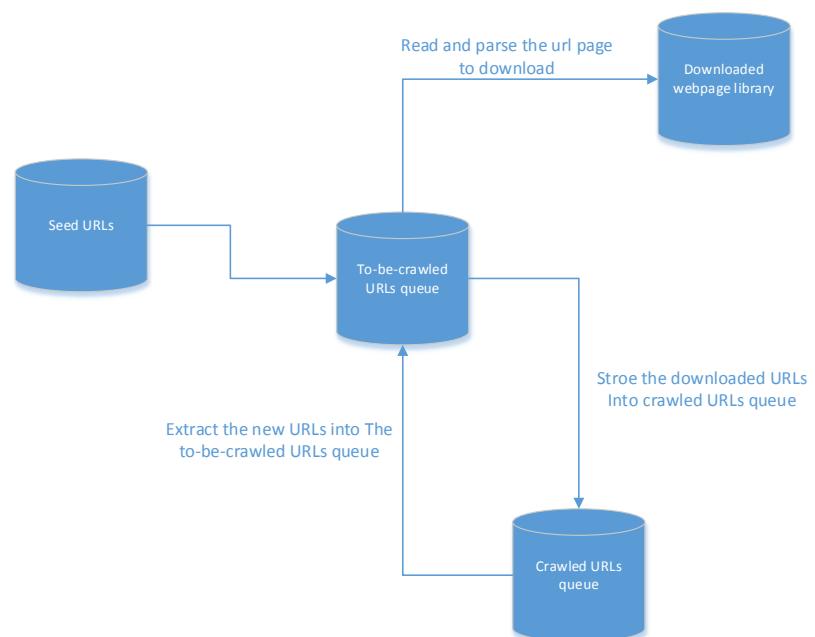 Read and parse the url page
to download
Downloaded
webpage library
Seed URLs
To-be-crawled
URLs queue
Stroe the downloaded URLs
Into crawled URLs queue
Extract the new URLs into The
to-be-crawled URLs queue
Crawled URLs
queue